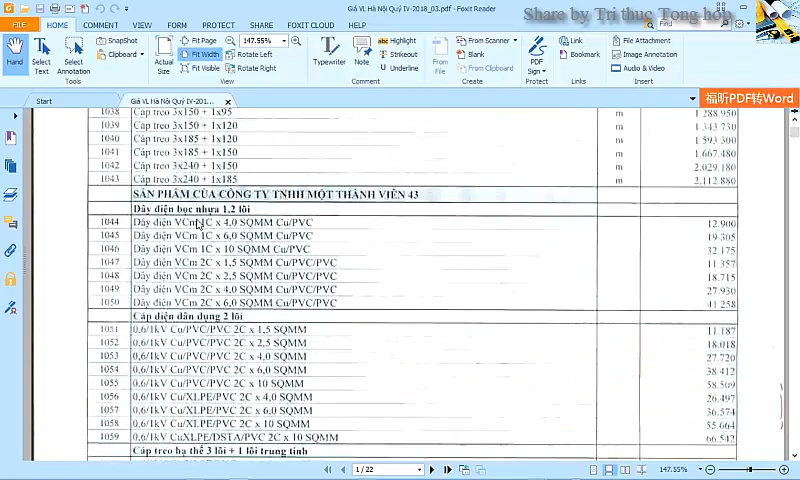 Giá VL Hà Nội Quý IV-2018_03.pdf - Foxit Reader
Share by Tri thuc Tong hop
FILE HOME COMMENT VIEW FORM PROTECT SHARE FOXIT CLOUD HELP
Find
Hand
Select Text
Select Annotation
SnapShot
Clipboard
Tools
Actual Size
Fit Page
Fit Width
Fit Visible
147.55%
Rotate Left
Rotate Right
View
Typewriter
Note
Highlight
Strikeout
Underline
Comment
From File
From Scanner
Blank
From Clipboard
Create
PDF Sign
Protect
Link
Bookmark
Links
File Attachment
Image Annotation
Audio & Video
Insert
Start
Giá VL Hà Nội Quý IV-201...
福昕PDF转Word
1038 Cáp treo 3x150 + 1x95 m 1.288.950
1039 Cáp treo 3x150 + 1x120 m 1.343.730
1040 Cáp treo 3x185 + 1x120 m 1.593.300
1041 Cáp treo 3x185 + 1x150 m 1.667.480
1042 Cáp treo 3x240 + 1x150 m 2.029.180
1043 Cáp treo 3x240 + 1x185 m 2.112.880
SẢN PHẨM CỦA CÔNG TY TNHH MỘT THÀNH VIÊN 43
Dây điện bọc nhựa 1,2 lõi
1044 Dây điện VCm 1C x 4,0 SQMM Cu/PVC 12.900
1045 Dây điện VCm 1C x 6,0 SQMM Cu/PVC 19.305
1046 Dây điện VCm 1C x 10 SQMM Cu/PVC 32.175
1047 Dây điện VCm 2C x 1,5 SQMM Cu/PVC/PVC 11.357
1048 Dây điện VCm 2C x 2,5 SQMM Cu/PVC/PVC 18.715
1049 Dây điện VCm 2C x 4,0 SQMM Cu/PVC/PVC 27.930
1050 Dây điện VCm 2C x 6,0 SQMM Cu/PVC/PVC 41.258
Cáp điện dân dụng 2 lõi
1051 0,6/1kV Cu/PVC/PVC 2C x 1,5 SQMM 11.187
1052 0,6/1kV Cu/PVC/PVC 2C x 2,5 SQMM 18.018
1053 0,6/1kV Cu/PVC/PVC 2C x 4,0 SQMM 27.720
1054 0,6/1kV Cu/PVC/PVC 2C x 6,0 SQMM 38.412
1055 0,6/1kV Cu/PVC/PVC 2C x 10 SQMM 58.509
1056 0,6/1kV Cu/XLPE/PVC 2C x 4,0 SQMM 26.497
1057 0,6/1kV Cu/XLPE/PVC 2C x 6,0 SQMM 36.574
1058 0,6/1kV Cu/XLPE/PVC 2C x 10 SQMM 55.664
1059 0,6/1kV CuXLPE/DSTA/PVC 2C x 10 SQMM 66.542
Cáp treo hạ thế 3 lõi + 1 lõi trung tính
1 / 22
147.55%